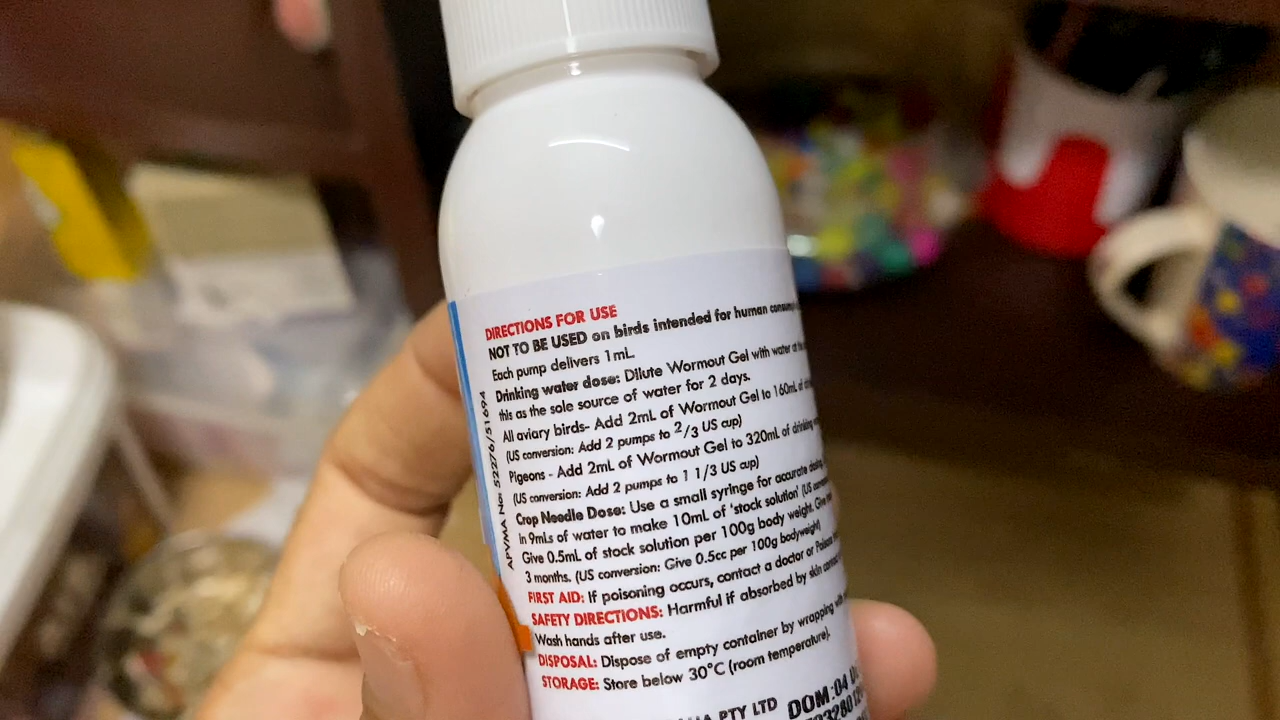 DIRECTIONS FOR USE
NOT TO BE USED on birds intended for human
Each pump delivers 1mL
Drinking water dose: Dilute Wormout Gel with water at
this as the sole source of water for 2 days.
All aviary birds- Add 2mL of Wormout Gel to 160mL of
(US conversion: Add 2 pumps to 2/3 US cup)
Pigeons - Add 2mL of Wormout Gel to 320mL of drinking
(US conversion: Add 2 pumps to 1 1/3 US cup)
Crop Needle Dose: Use a small syringe for accurate dosing.
in 9mLs of water to make 10mL of 'stock solution' (US
Give 0.5mL of stock solution per 100g body weight. Give
3 months. (US conversion: Give 0.5cc per 100g bodyweight)
FIRST AID: If poisoning occurs, contact a doctor or Poisons
SAFETY DIRECTIONS: Harmful if absorbed by skin
Wash hands after use.
DISPOSAL: Dispose of empty container by wrapping with
STORAGE: Store below 30°C (room temperature).
PTY LTD
DOM:04
APVMA No: 52276/51694